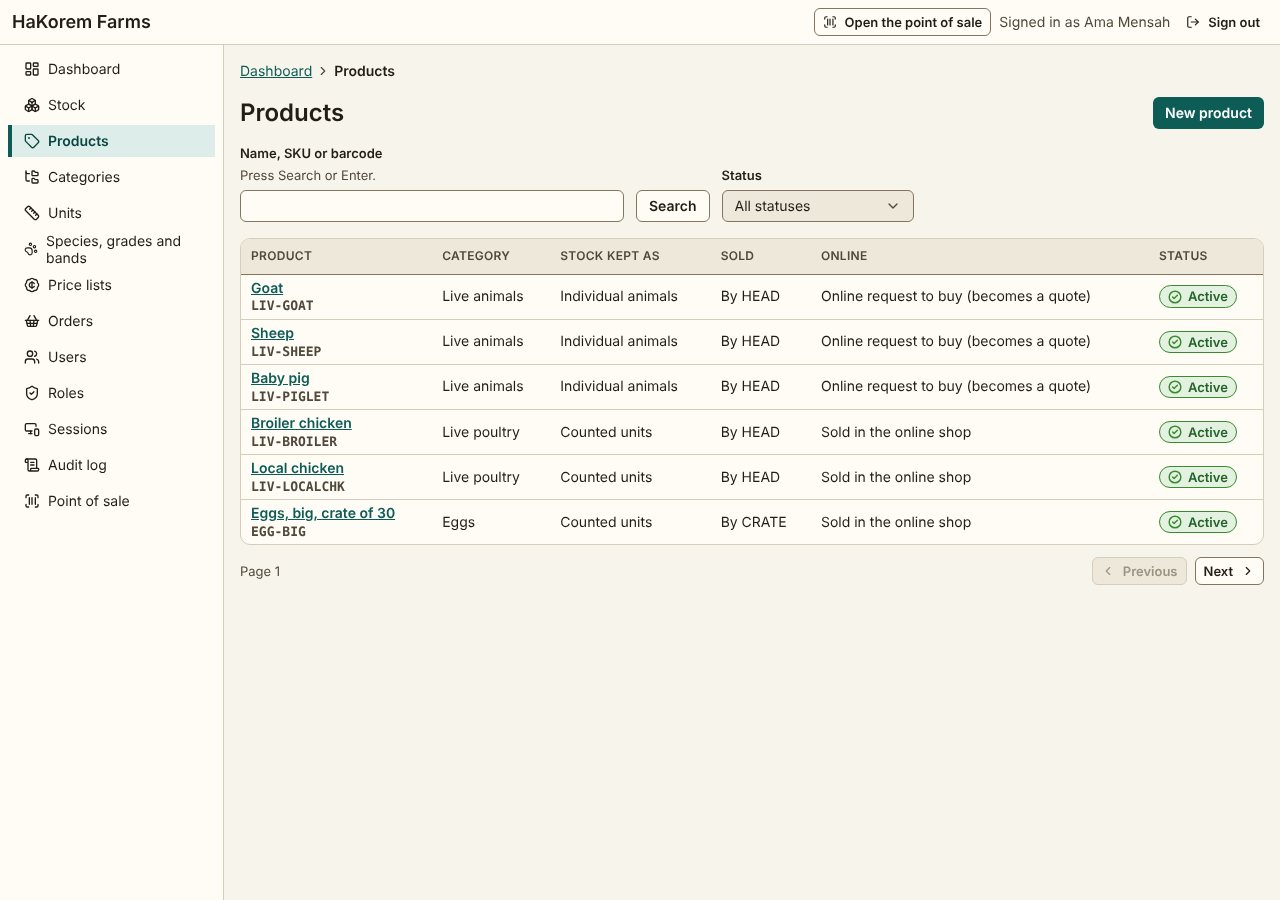 HaKorem Farms
Open the point of sale
Signed in as Ama Mensah
Sign out
Dashboard
Stock
Products
Categories
Units
Species, grades and
bands
Price lists
Orders
Users
Roles
Sessions
Audit log
Point of sale
Dashboard > Products
Products
New product
Name, SKU or barcode
Press Search or Enter.
Search
Status
All statuses
PRODUCT CATEGORY STOCK KEPT AS SOLD ONLINE STATUS
Goat
LIV-GOAT
Live animals Individual animals By HEAD Online request to buy (becomes a quote) Active
Sheep
LIV-SHEEP
Live animals Individual animals By HEAD Online request to buy (becomes a quote) Active
Baby pig
LIV-PIGLET
Live animals Individual animals By HEAD Online request to buy (becomes a quote) Active
Broiler chicken
LIV-BROILER
Live poultry Counted units By HEAD Sold in the online shop Active
Local chicken
LIV-LOCALCHK
Live poultry Counted units By HEAD Sold in the online shop Active
Eggs, big, crate of 30
EGG-BIG
Eggs Counted units By CRATE Sold in the online shop Active
Page 1
Previous
Next